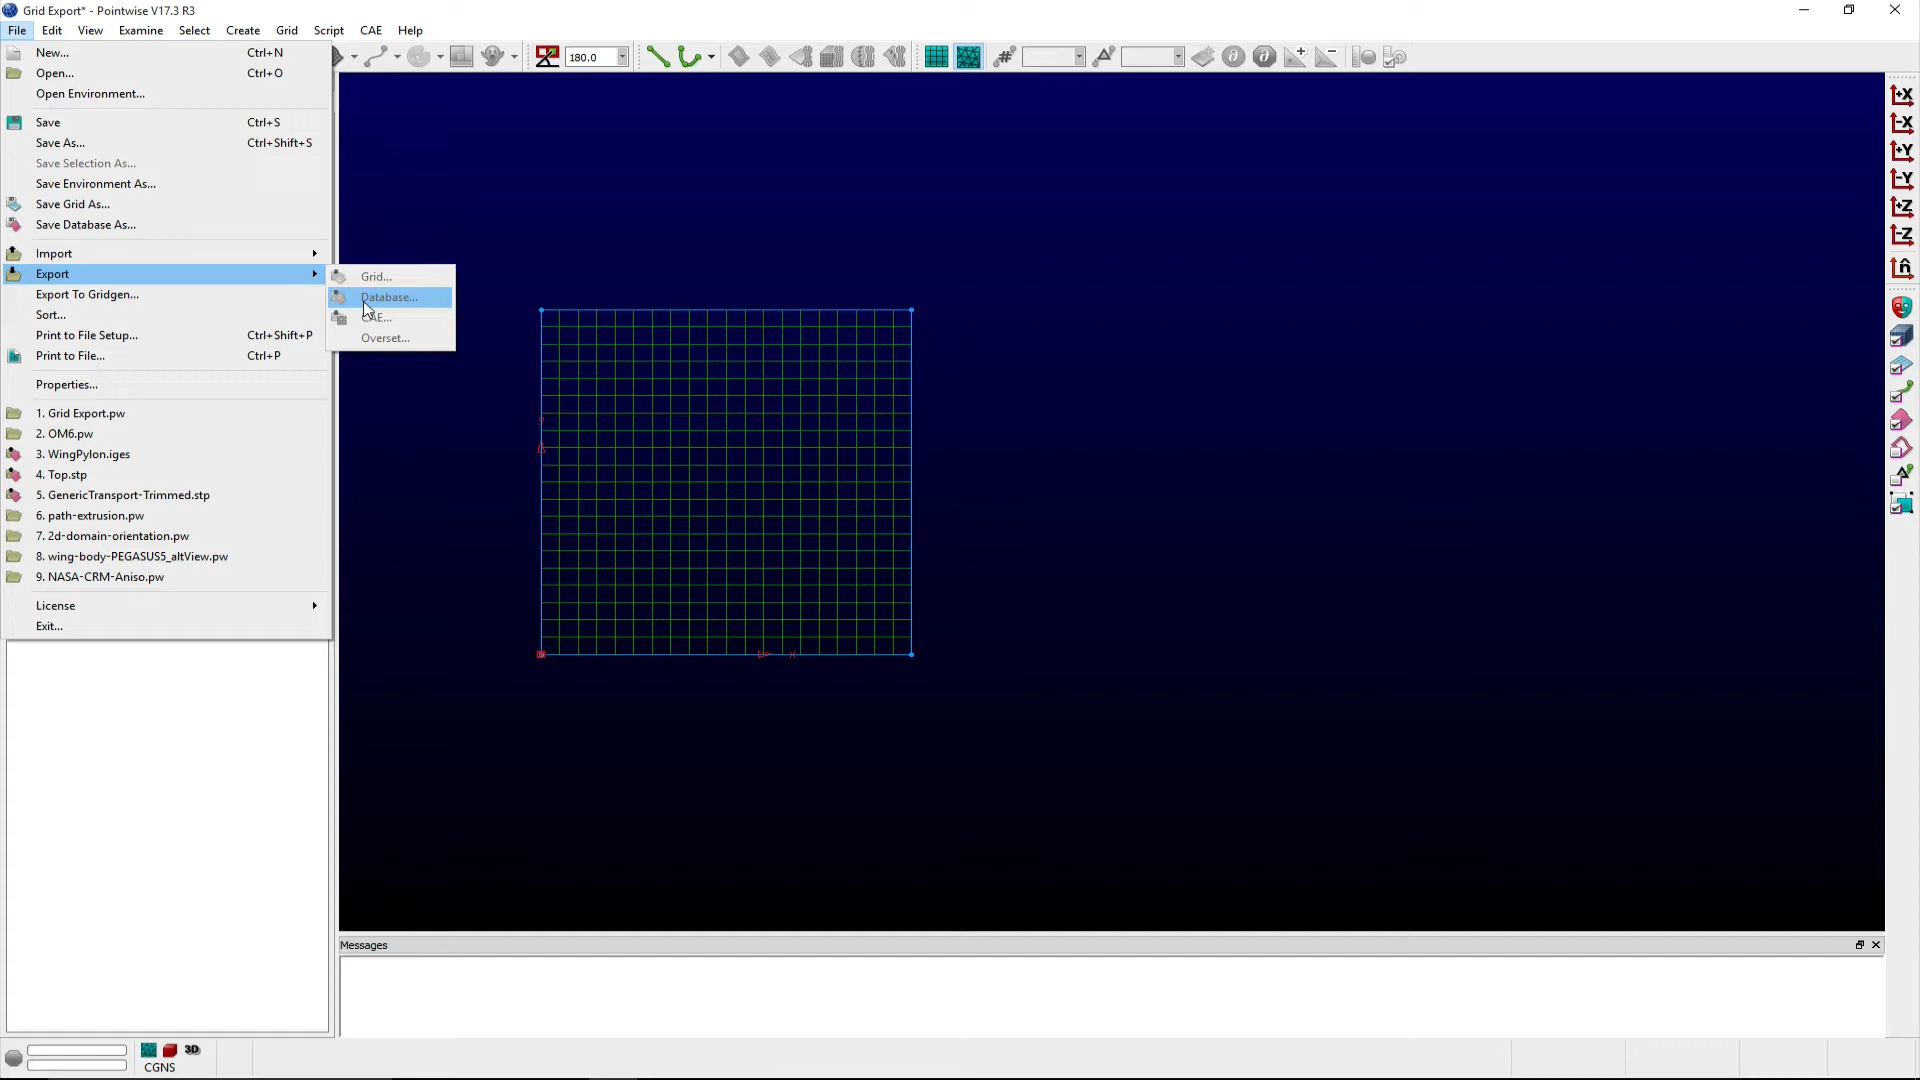 Grid Export* - Pointwise V17.3 R3
File Edit View Examine Select Create Grid Script CAE Help
New... Ctrl+N
Open... Ctrl+O
Open Environment...
Save Ctrl+S
Save As... Ctrl+Shift+S
Save Selection As...
Save Environment As...
Save Grid As...
Save Database As...
Import
Export
Export To Gridgen...
Sort...
Print to File Setup... Ctrl+Shift+P
Print to File... Ctrl+P
Properties...
1. Grid Export.pw
2. OM6.pw
3. WingPylon.iges
4. Top.stp
5. GenericTransport-Trimmed.stp
6. path-extrusion.pw
7. 2d-domain-orientation.pw
8. wing-body-PEGASUS5_altView.pw
9. NASA-CRM-Aniso.pw
License
Exit...
Grid...
Database...
CAE...
Overset...
180.0
+X
-X
+Y
-Y
+Z
-Z
n̂
Y
X
Messages
3D
CGNS